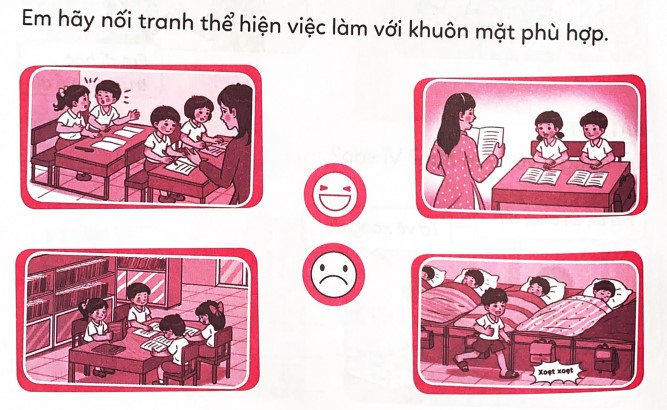 Em hãy nối tranh thể hiện việc làm với khuôn mặt phù hợp.
Xoẹt xoẹt